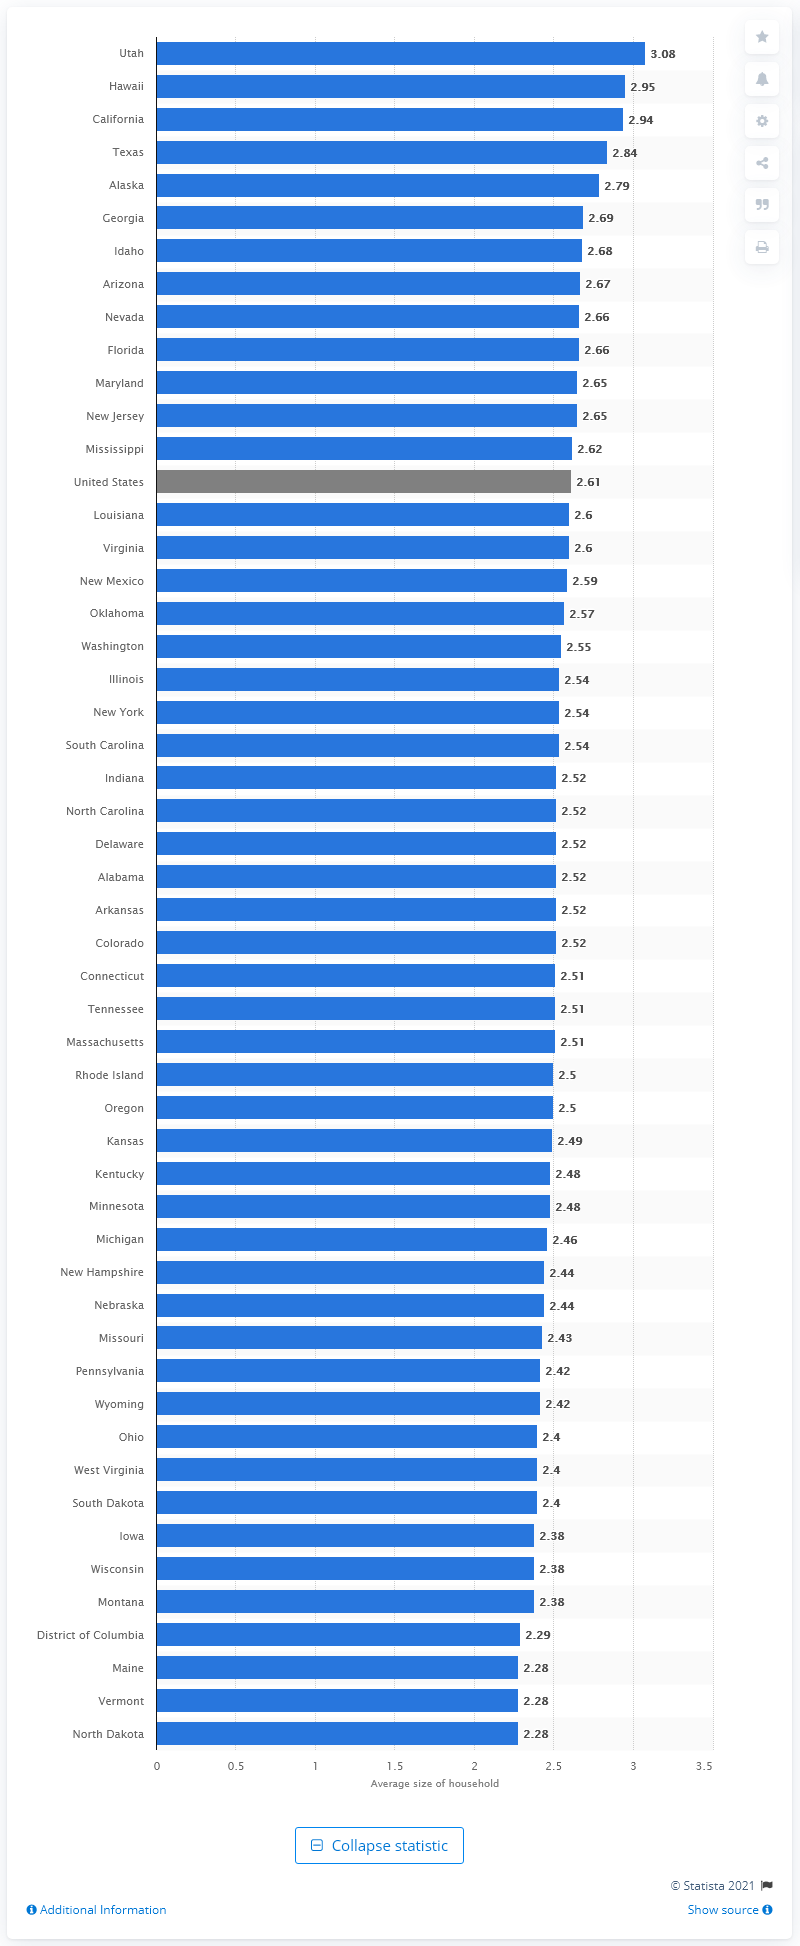 Utah 3.08
Hawaii 2.95
California 2.94
Texas 2.84
Alaska 2.79
Georgia 2.69
Idaho 2.68
Arizona 2.67
Nevada 2.66
Florida 2.66
Maryland 2.65
New Jersey 2.65
Mississippi 2.62
United States 2.61
Louisiana 2.6
Virginia 2.6
New Mexico 2.59
Oklahoma 2.57
Washington 2.55
Illinois 2.54
New York 2.54
South Carolina 2.54
Indiana 2.52
North Carolina 2.52
Delaware 2.52
Alabama 2.52
Arkansas 2.52
Colorado 2.52
Connecticut 2.51
Tennessee 2.51
Massachusetts 2.51
Rhode Island 2.5
Oregon 2.5
Kansas 2.49
Kentucky 2.48
Minnesota 2.48
Michigan 2.46
New Hampshire 2.44
Nebraska 2.44
Missouri 2.43
Pennsylvania 2.42
Wyoming 2.42
Ohio 2.4
West Virginia 2.4
South Dakota 2.4
Iowa 2.38
Wisconsin 2.38
Montana 2.38
District of Columbia 2.29
Maine 2.28
Vermont 2.28
North Dakota 2.28
0 0.5 1 1.5 2 2.5 3 3.5
Average size of household
Collapse statistic
© Statista 2021
Additional Information Show source